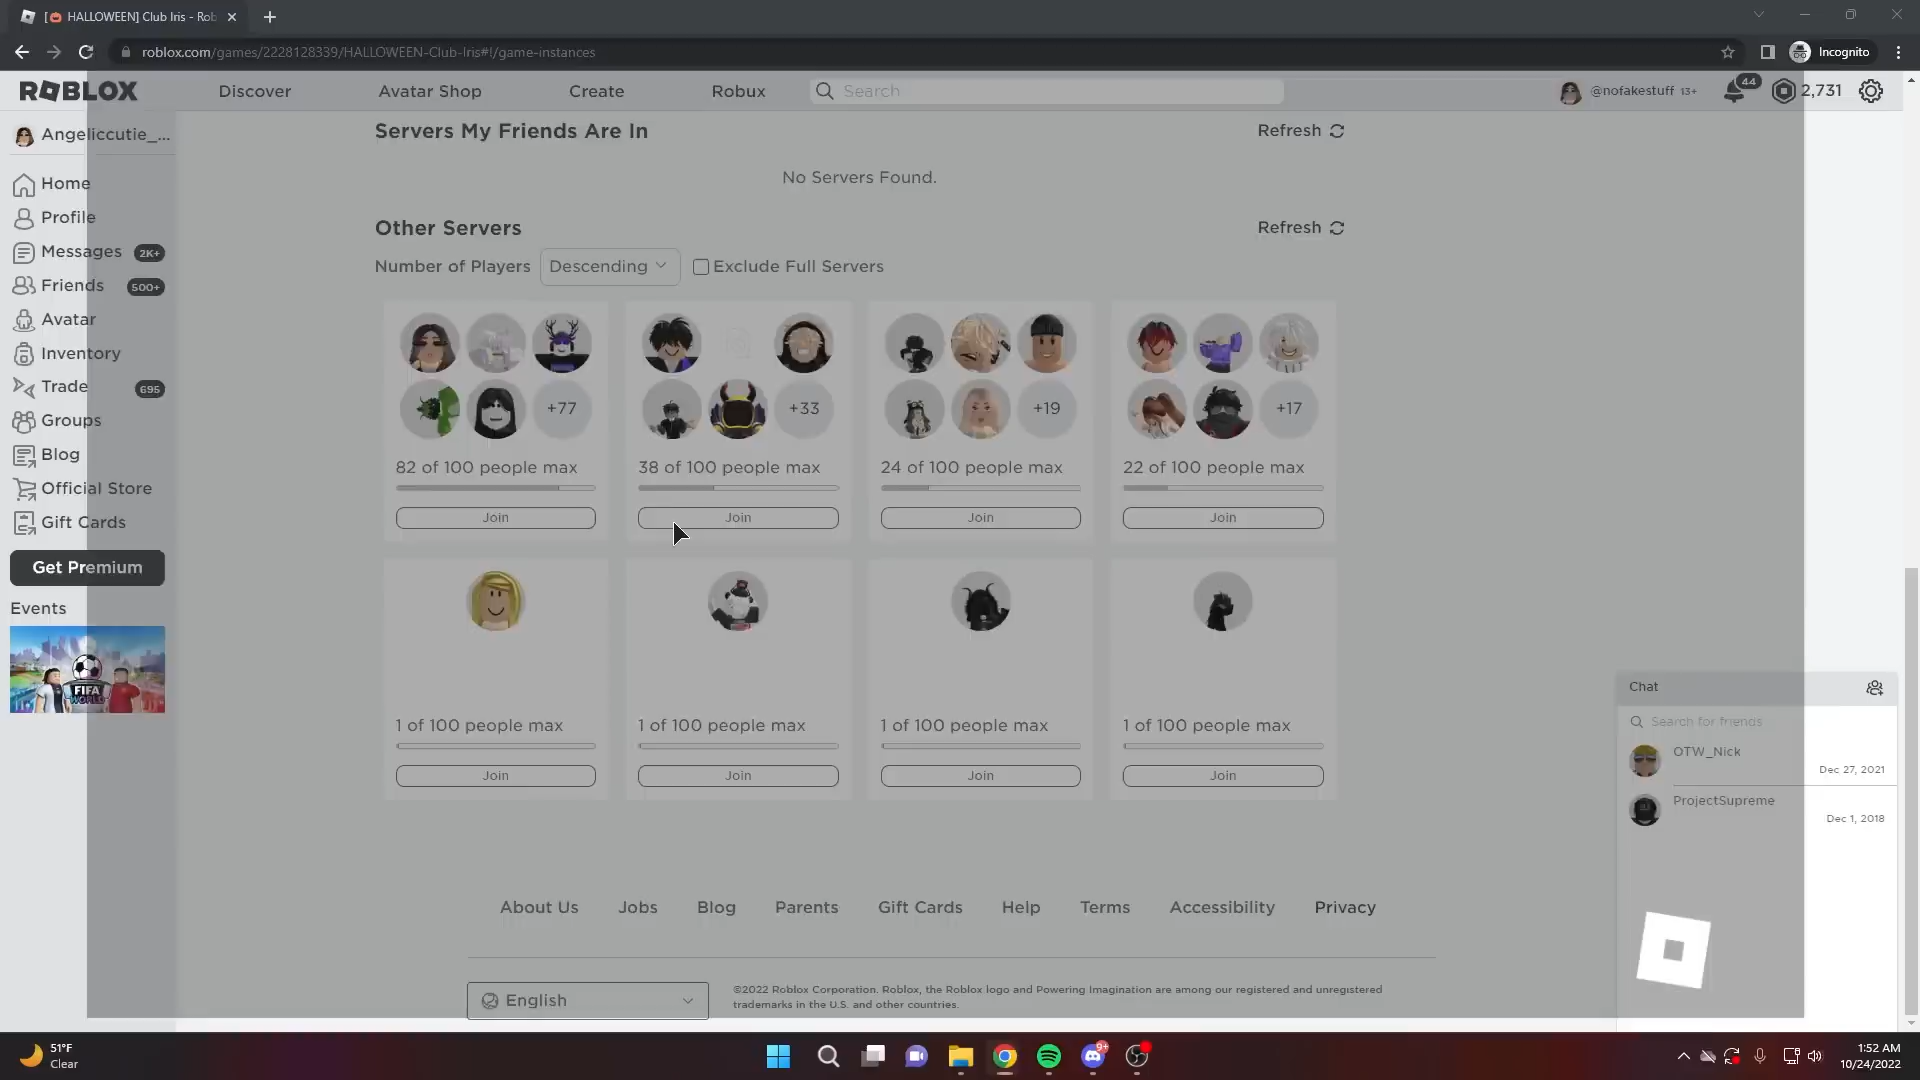 [🎃 HALLOWEEN] Club Iris - Rob
roblox.com/games/2228128339/HALLOWEEN-Club-Iris#!/game-instances
Incognito
ROBLOX
Discover
Avatar Shop
Create
Robux
Search
@nofakestuff 13+
44
2,731
Angeliccutie_...
Home
Profile
Messages 2K+
Friends 500+
Avatar
Inventory
Trade 695
Groups
Blog
Official Store
Gift Cards
Get Premium
Events
FIFA
WORLD
Servers My Friends Are In
Refresh
No Servers Found.
Other Servers
Refresh
Number of Players Descending Exclude Full Servers
+77
82 of 100 people max
Join
+33
38 of 100 people max
Join
+19
24 of 100 people max
Join
+17
22 of 100 people max
Join
1 of 100 people max
Join
1 of 100 people max
Join
1 of 100 people max
Join
1 of 100 people max
Join
Chat
Search for friends
OTW_Nick
Dec 27, 2021
ProjectSupreme
Dec 1, 2018
About Us
Jobs
Blog
Parents
Gift Cards
Help
Terms
Accessibility
Privacy
English
©2022 Roblox Corporation. Roblox, the Roblox logo and Powering Imagination are among our registered and unregistered
trademarks in the U.S. and other countries.
51°F
Clear
9+
1:52 AM
10/24/2022